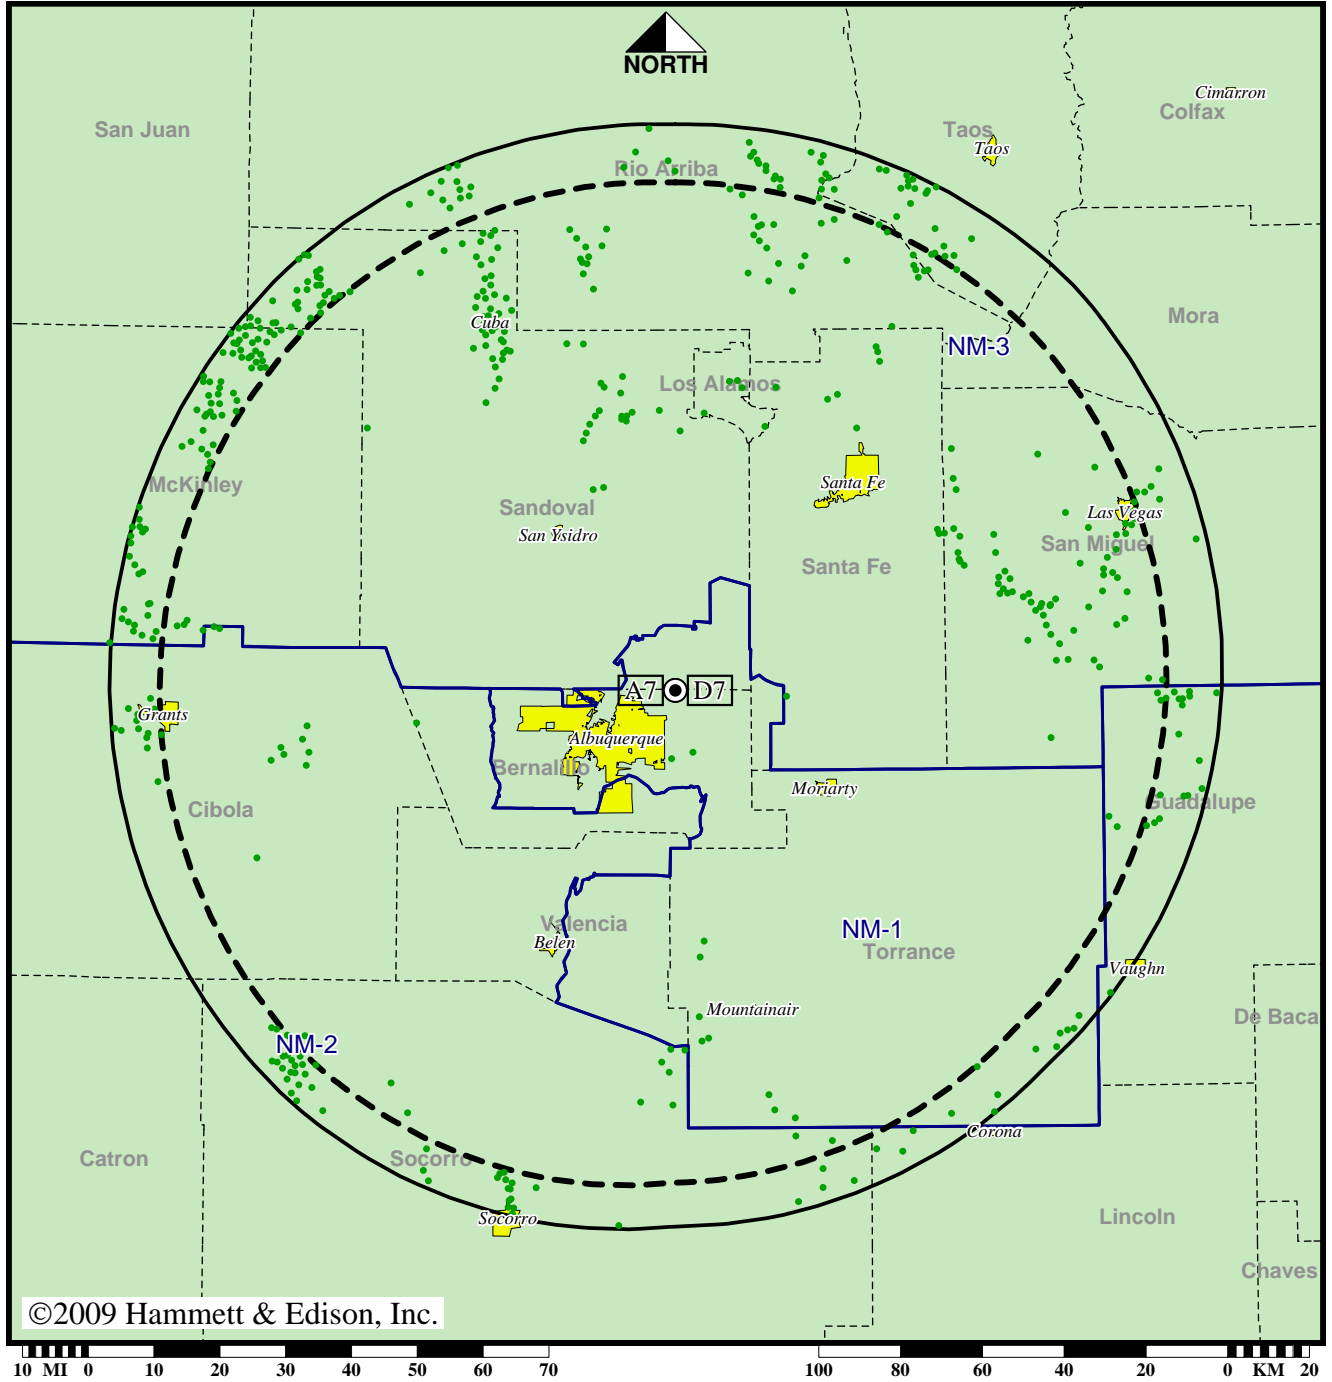 NORTH
Cimarron
Colfax
San Juan
Taos
Taos
Rio Arriba
Mora
Cuba
NM-3
Los Alamos
McKinley
Santa Fe
Sandoval
Las Vegas
San Ysidro
San Miguel
Santa Fe
A7 D7
Grants
Albuquerque
Bernalillo
Moriarty
Cibola
Guadalupe
Valencia
NM-1
Belen
Torrance
Vaughn
Mountainair
De Baca
NM-2
Corona
Catron
Socorro
Socorro
Lincoln
Chaves
©2009 Hammett & Edison, Inc.
10 MI 0 10 20 30 40 50 60 70 100 80 60 40 20 0 KM 20